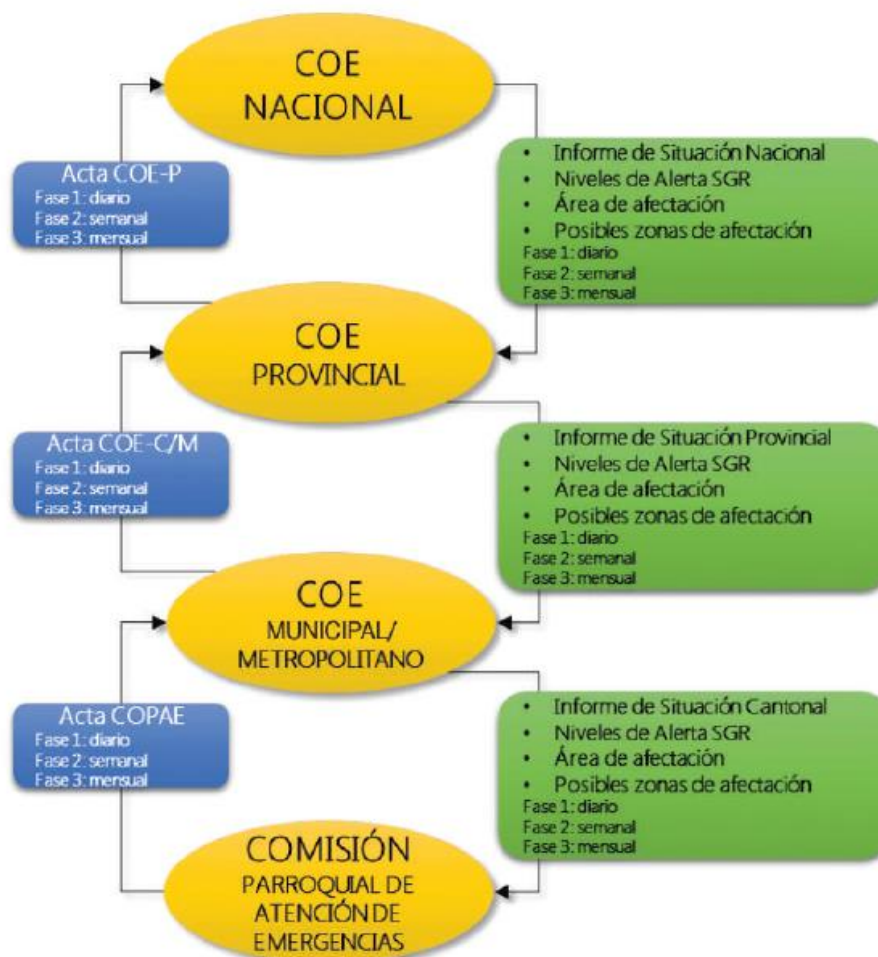 COE
NACIONAL
Acta COE-P
Fase 1: diario
Fase 2: semanal
Fase 3: mensual
• Informe de Situación Nacional
• Niveles de Alerta SGR
• Área de afectación
• Posibles zonas de afectación
Fase 1: diario
Fase 2: semanal
Fase 3: mensual
COE
PROVINCIAL
Acta COE-C/M
Fase 1: diario
Fase 2: semanal
Fase 3: mensual
• Informe de Situación Provincial
• Niveles de Alerta SGR
• Área de afectación
• Posibles zonas de afectación
Fase 1: diario
Fase 2: semanal
Fase 3: mensual
COE
MUNICIPAL/
METROPOLITANO
Acta COPAE
Fase 1: diario
Fase 2: semanal
Fase 3: mensual
• Informe de Situación Cantonal
• Niveles de Alerta SGR
• Área de afectación
• Posibles zonas de afectación
Fase 1: diario
Fase 2: semanal
Fase 3: mensual
COMISIÓN
PARROQUIAL DE
ATENCIÓN DE
EMERGENCIAS